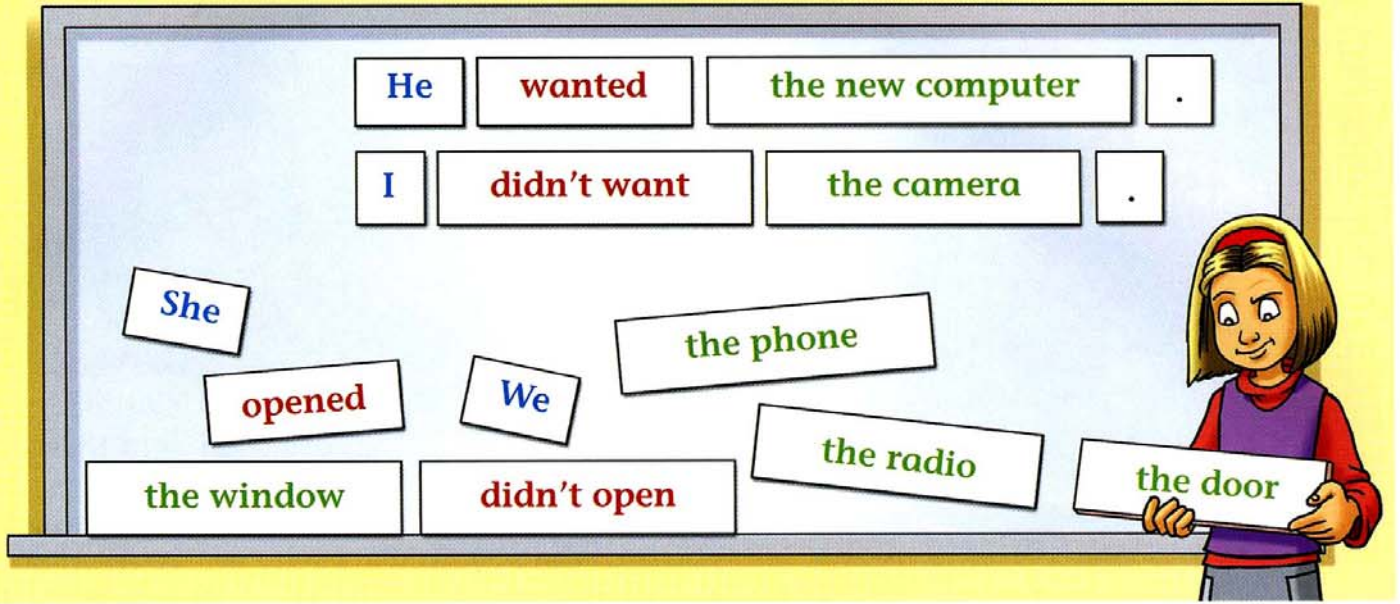 He wanted the new computer .
I didn't want the camera .
She
the phone
opened
We
the radio
the door
the window
didn't open